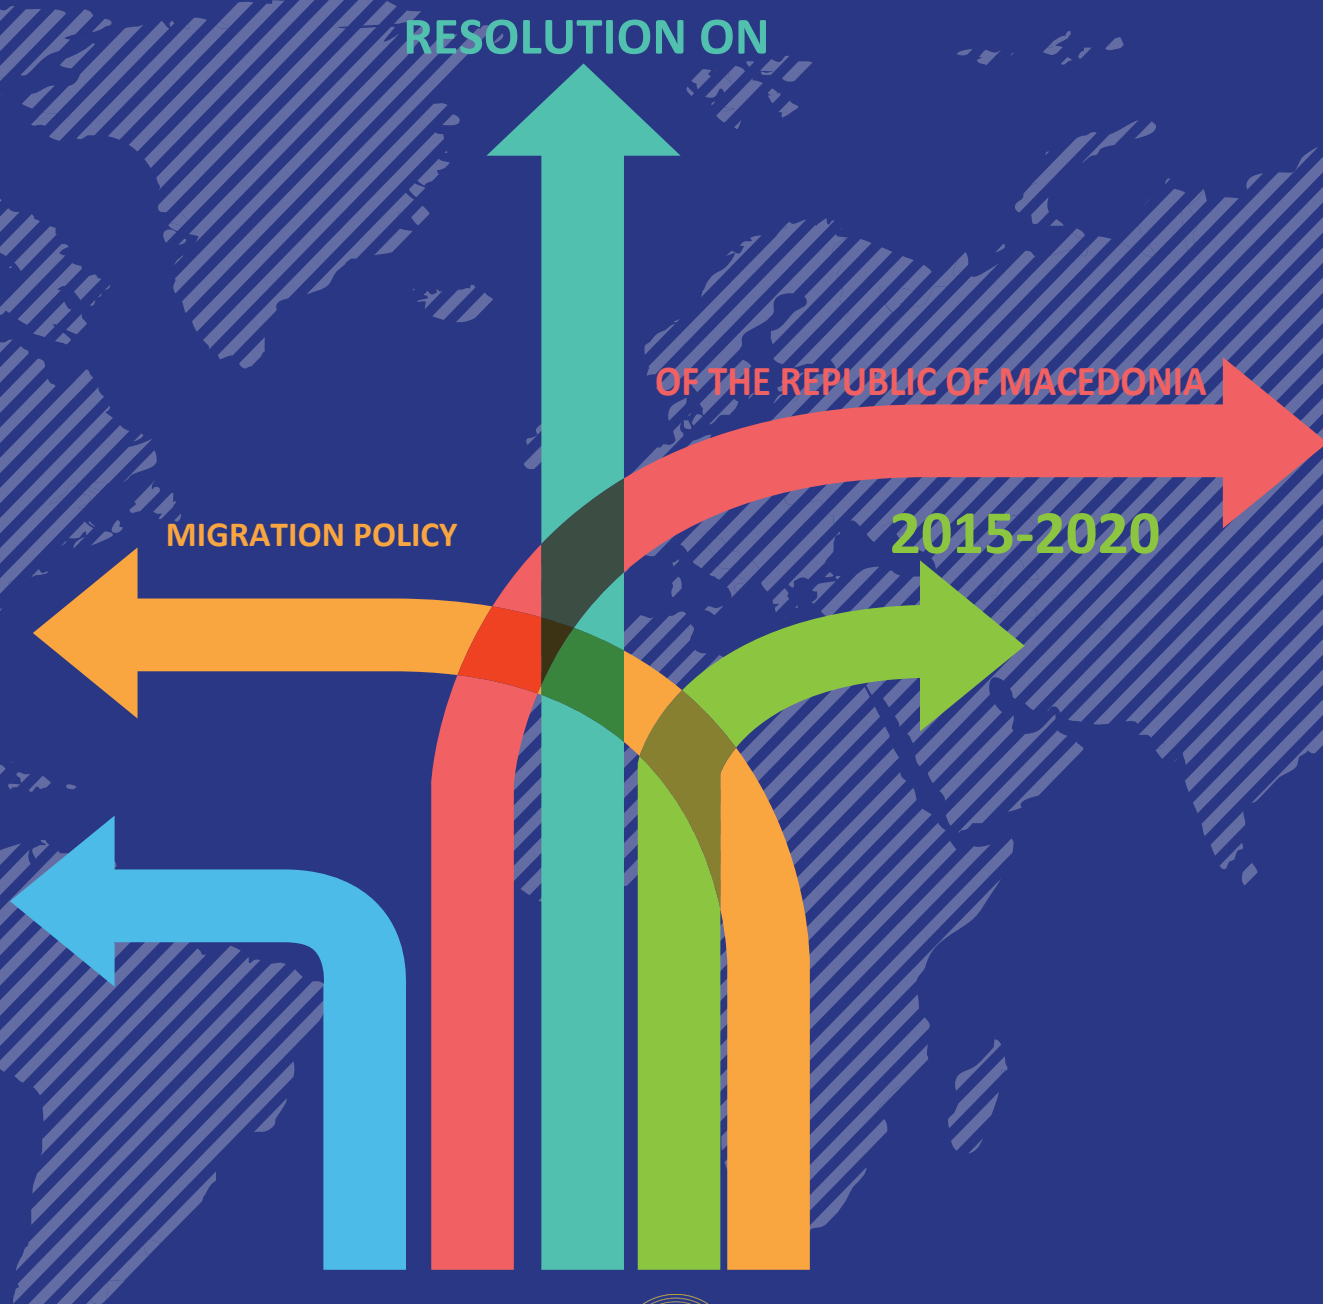 RESOLUTION ON
OF THE REPUBLIC OF MACEDONIA
MIGRATION POLICY
2015-2020